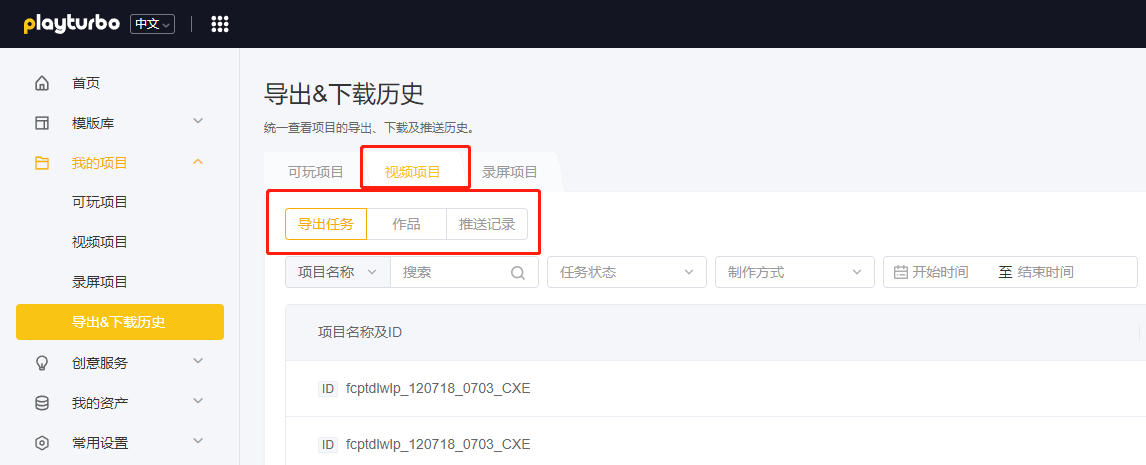 playturbo 中文
首页
模版库
我的项目
可玩项目
视频项目
录屏项目
导出&下载历史
创意服务
我的资产
常用设置
导出&下载历史
统一查看项目的导出、下载及推送历史。
可玩项目 视频项目 录屏项目
导出任务 作品 推送记录
项目名称 搜索 任务状态 制作方式 开始时间 至 结束时间
项目名称及ID
ID fcptdlwlp_120718_0703_CXE
ID fcptdlwlp_120718_0703_CXE